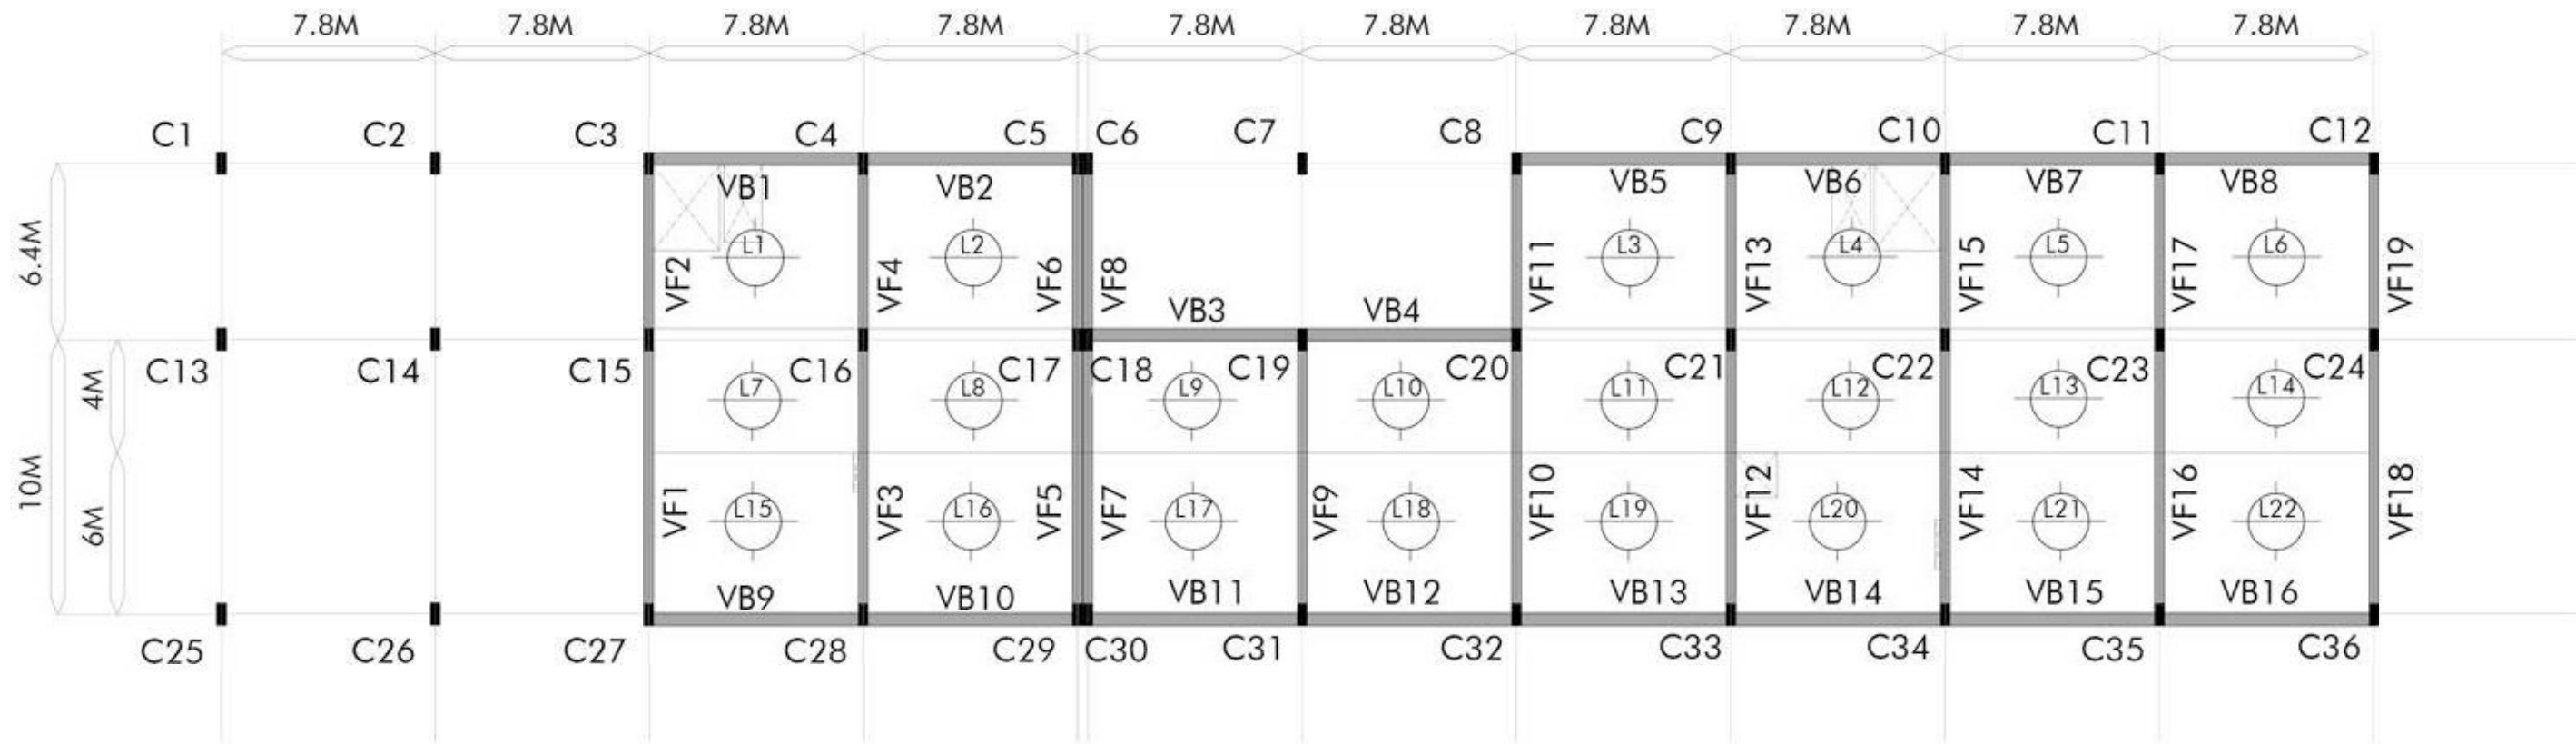 7.8M 7.8M 7.8M 7.8M 7.8M 7.8M 7.8M 7.8M 7.8M 7.8M
C1 C2 C3 C4 C5 C6 C7 C8 C9 C10 C11 C12
VB1 VB2 VB5 VB6 VB7 VB8
6.4M VF2 L1 VF4 L2 VF6 VF8 VF11 L3 VF13 L4 VF15 L5 VF17 L6 VF19
VB3 VB4
C13 C14 C15 C16 C17 C18 C19 C20 C21 C22 C23 C24
4M L7 L8 L9 L10 L11 L12 L13 L14
10M
6M VF1 L15 VF3 L16 VF5 VF7 L17 VF9 L18 VF10 L19 VF12 L20 VF14 L21 VF16 L22 VF18
VB9 VB10 VB11 VB12 VB13 VB14 VB15 VB16
C25 C26 C27 C28 C29 C30 C31 C32 C33 C34 C35 C36